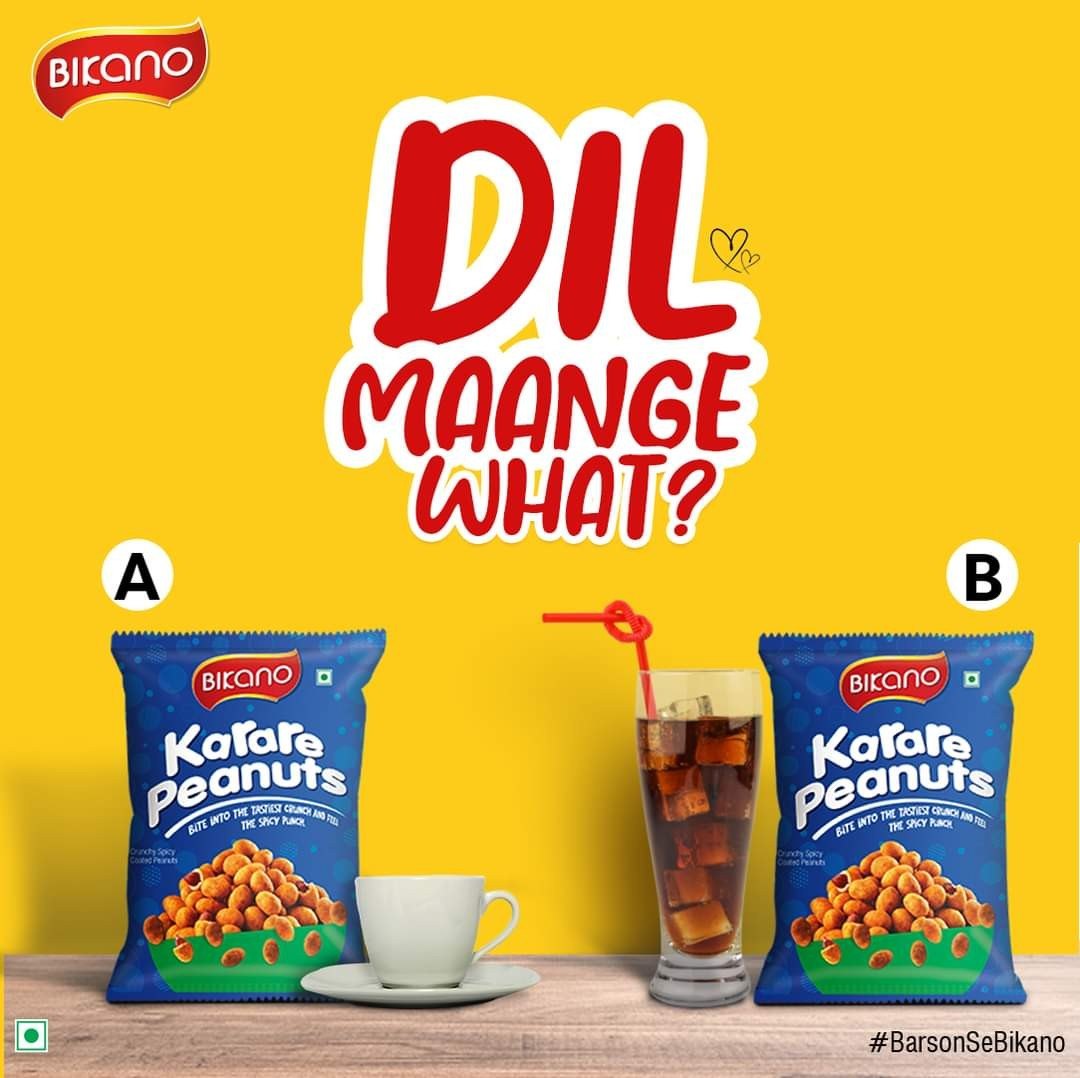 BIKANO
DIL
MAANGE
WHAT?
A
B
BIKANO
Karare
Peanuts
BITE INTO THE TASTIEST CRUNCH AND FEEL
THE SPICY PUNCH.
Crunchy Spicy
Coated Peanuts
BIKANO
Karare
Peanuts
BITE INTO THE TASTIEST CRUNCH AND FEEL
THE SPICY PUNCH.
Crunchy Spicy
Coated Peanuts
#BarsonSeBikano